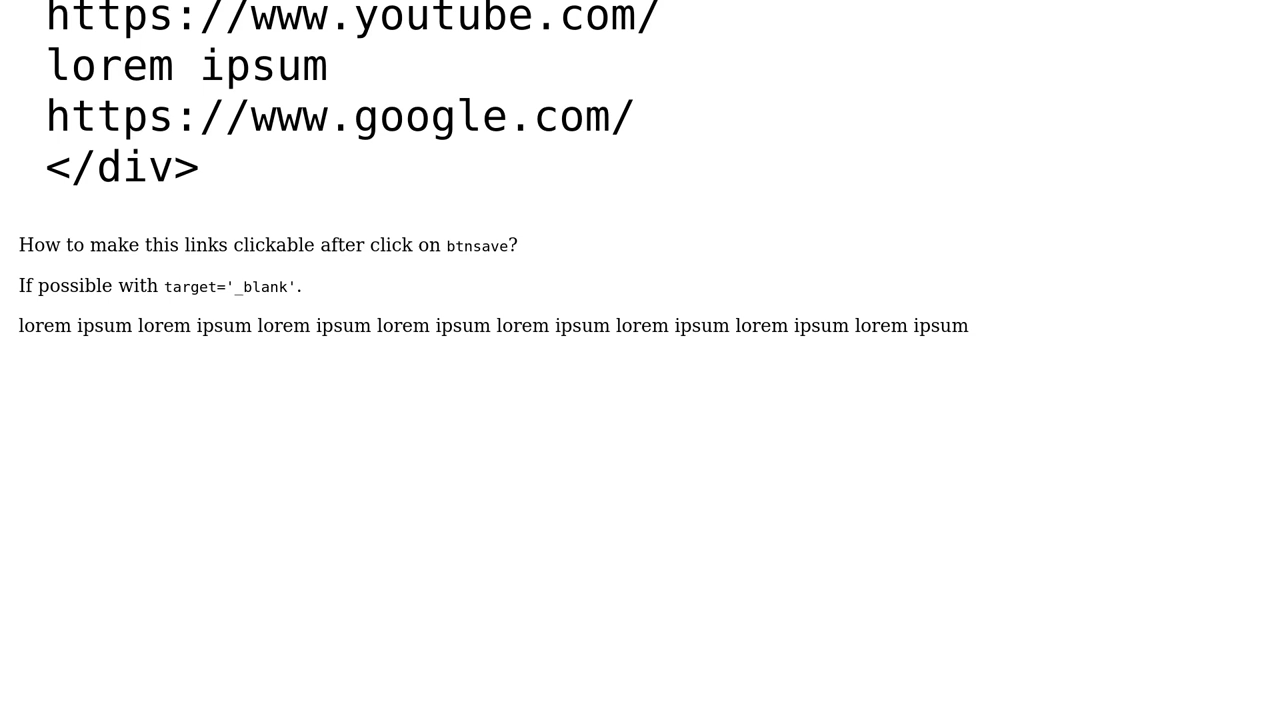 https://www.youtube.com/
lorem ipsum
https://www.google.com/
</div>
How to make this links clickable after click on btnsave?
If possible with target='_blank'.
lorem ipsum lorem ipsum lorem ipsum lorem ipsum lorem ipsum lorem ipsum lorem ipsum lorem ipsum